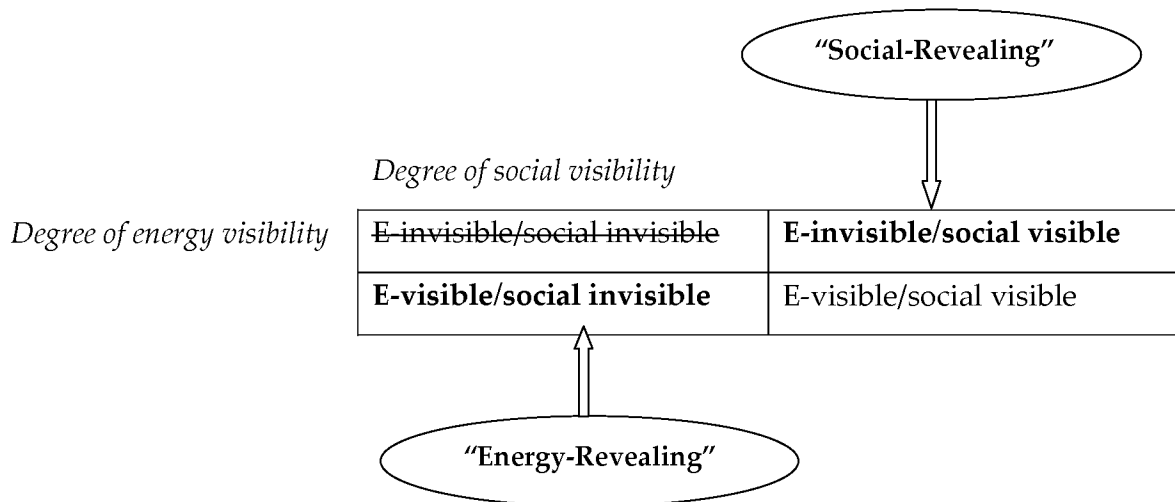 “Social-Revealing”
Degree of social visibility
Degree of energy visibility
E-invisible/social invisible
E-invisible/social visible
E-visible/social invisible
E-visible/social visible
“Energy-Revealing”